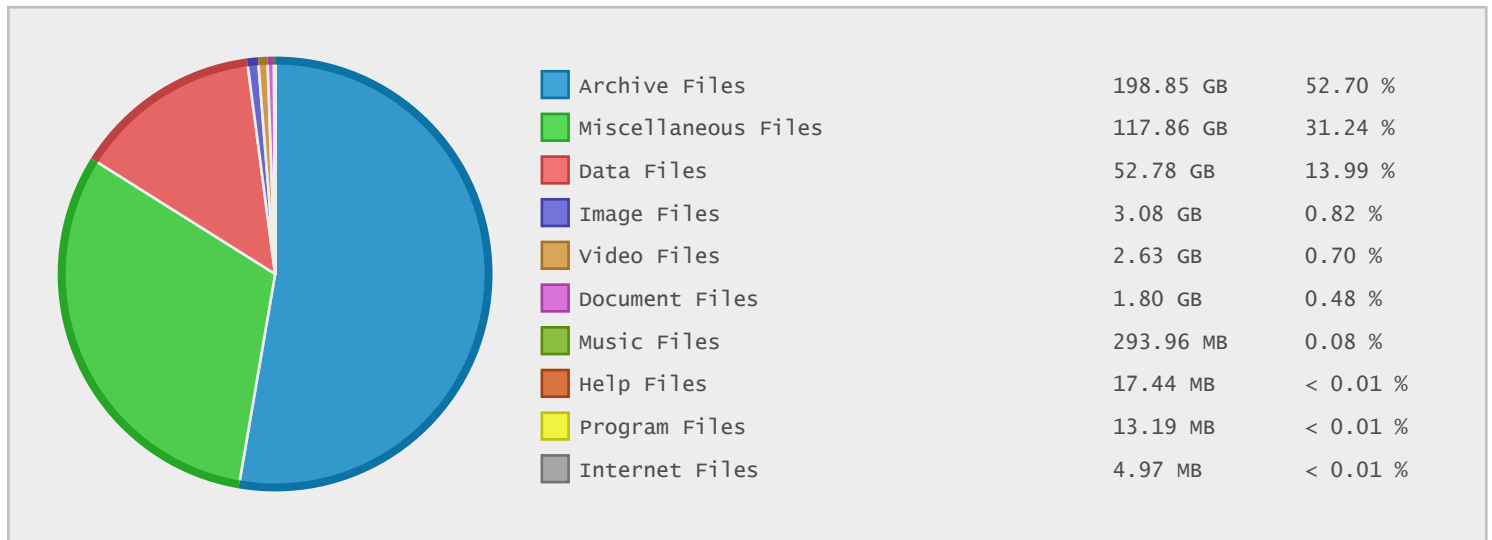 Archive Files 198.85 GB 52.70 %
Miscellaneous Files 117.86 GB 31.24 %
Data Files 52.78 GB 13.99 %
Image Files 3.08 GB 0.82 %
Video Files 2.63 GB 0.70 %
Document Files 1.80 GB 0.48 %
Music Files 293.96 MB 0.08 %
Help Files 17.44 MB < 0.01 %
Program Files 13.19 MB < 0.01 %
Internet Files 4.97 MB < 0.01 %